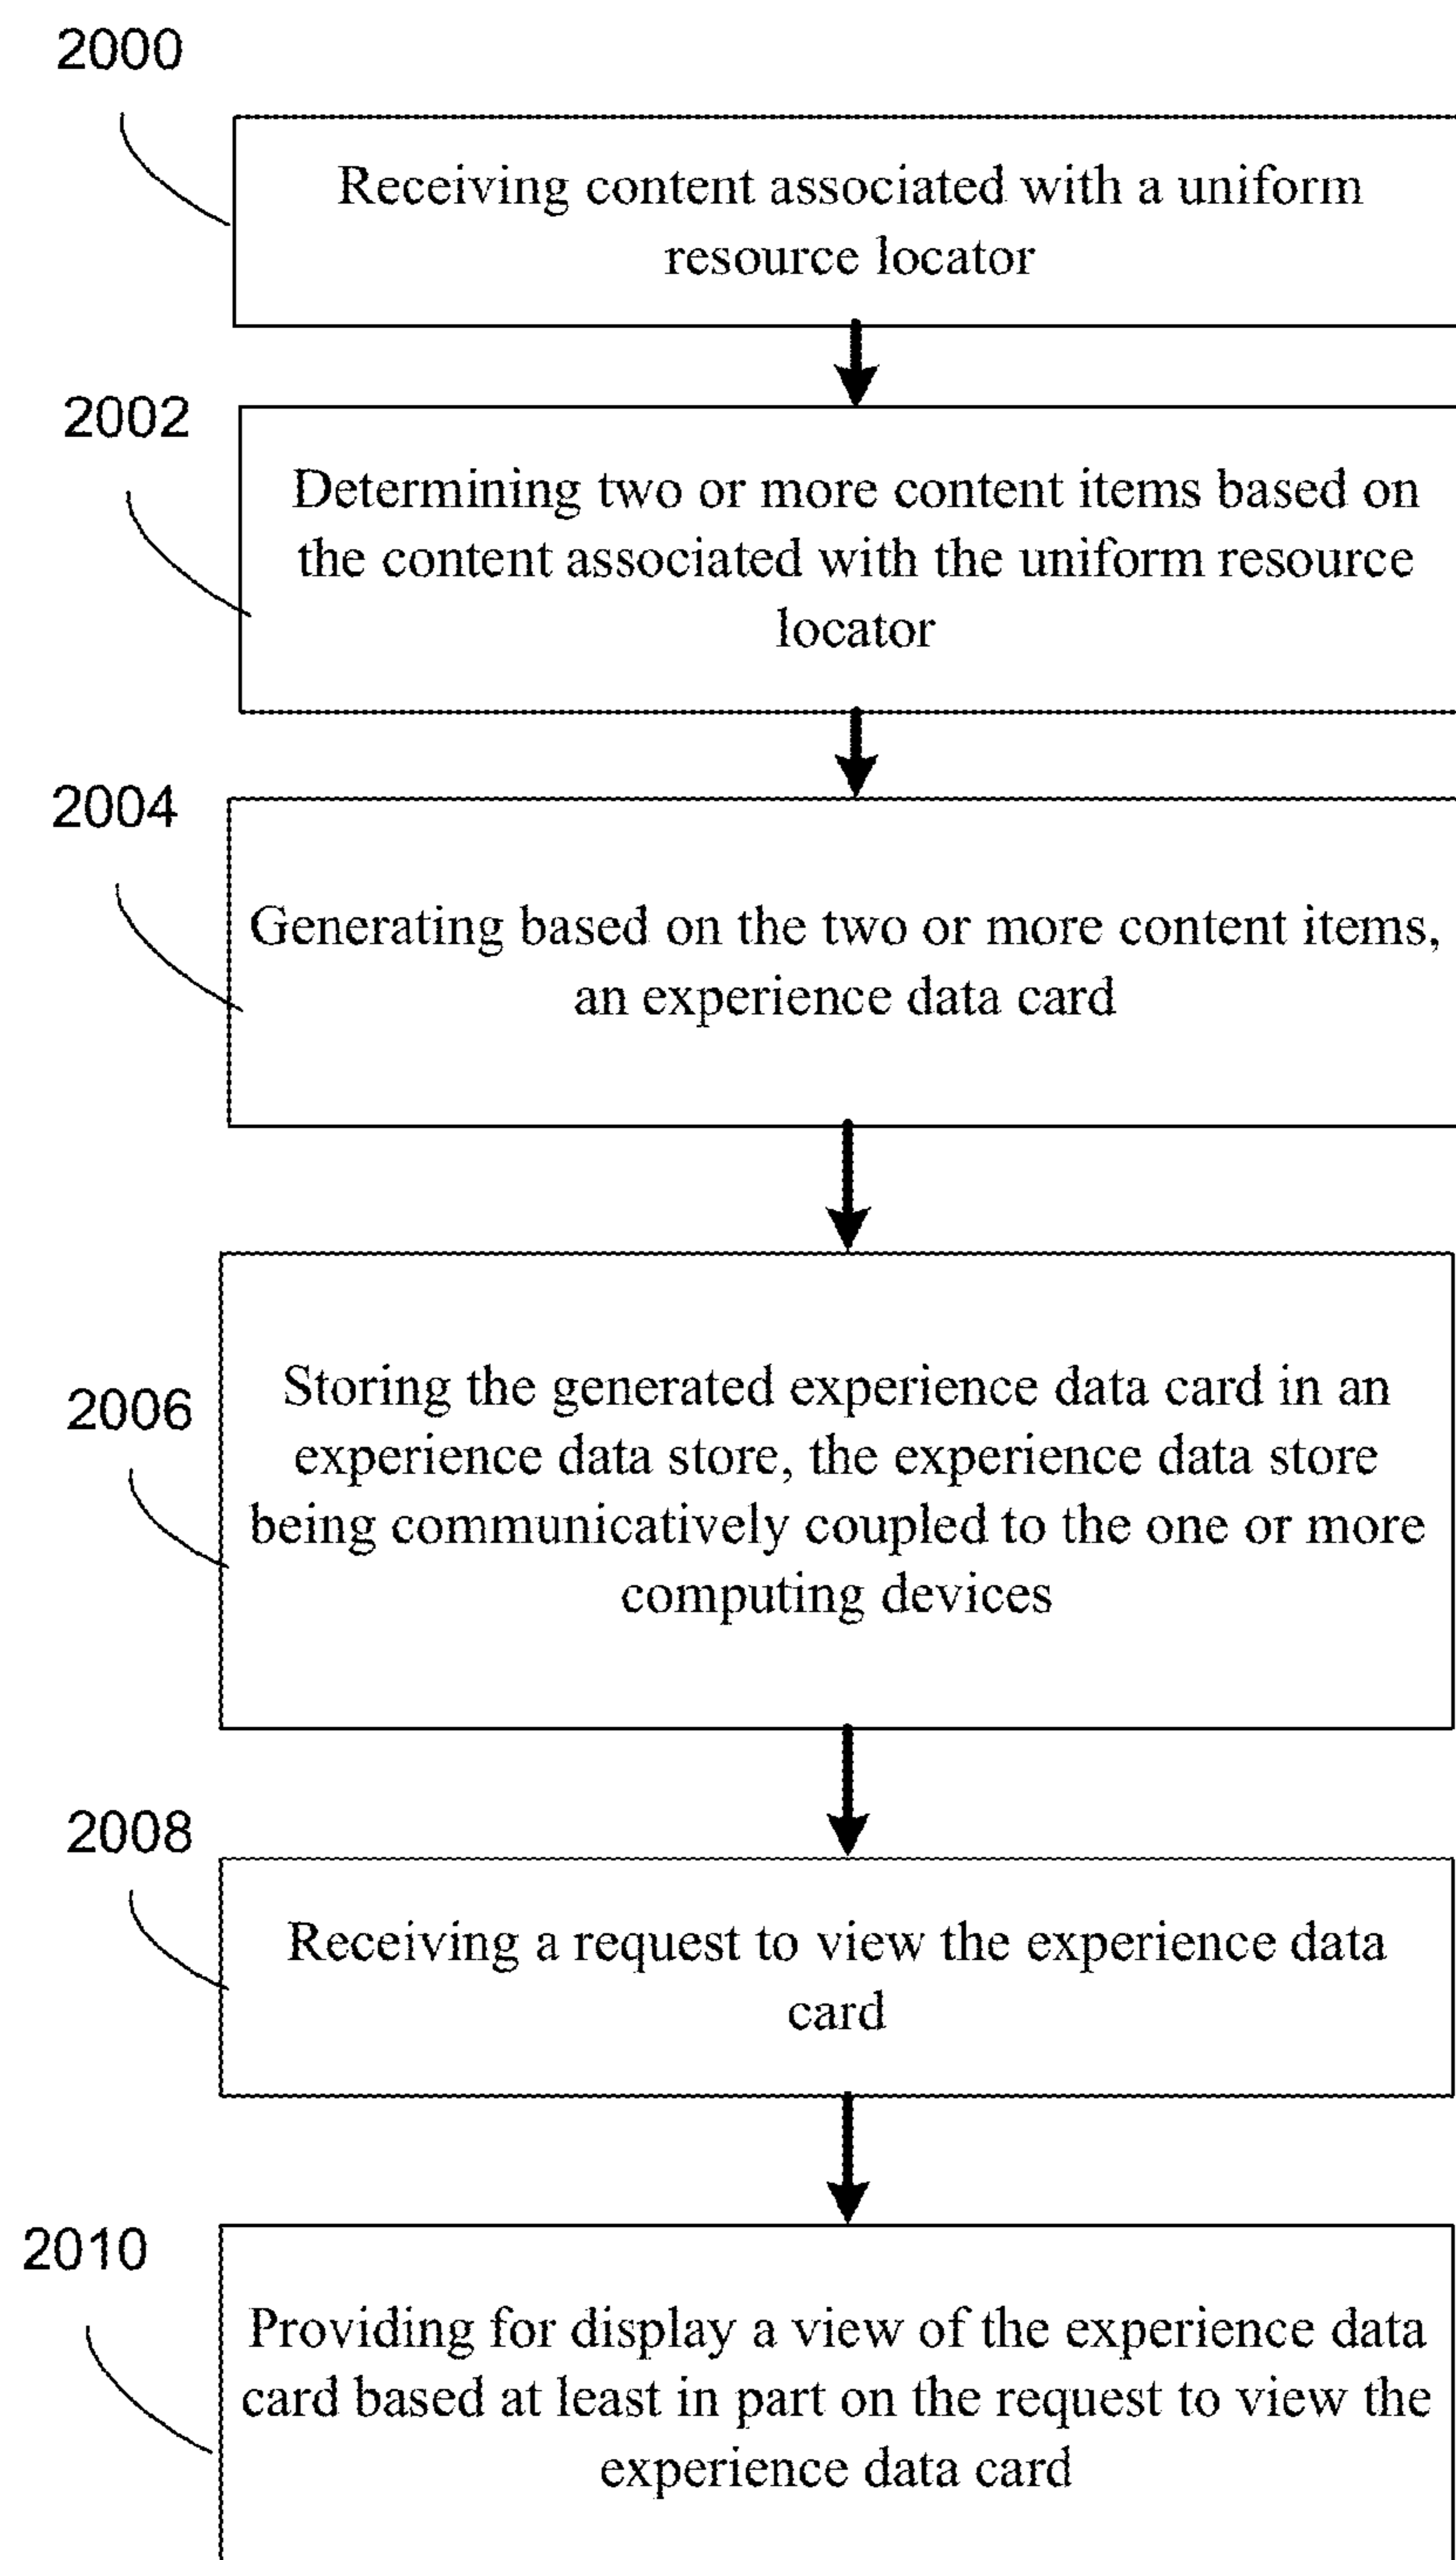 2000
Receiving content associated with a uniform
resource locator
2002
Determining two or more content items based on
the content associated with the uniform resource
locator
2004
Generating based on the two or more content items,
an experience data card
2006
Storing the generated experience data card in an
experience data store, the experience data store
being communicatively coupled to the one or more
computing devices
2008
Receiving a request to view the experience data
card
2010
Providing for display a view of the experience data
card based at least in part on the request to view the
experience data card